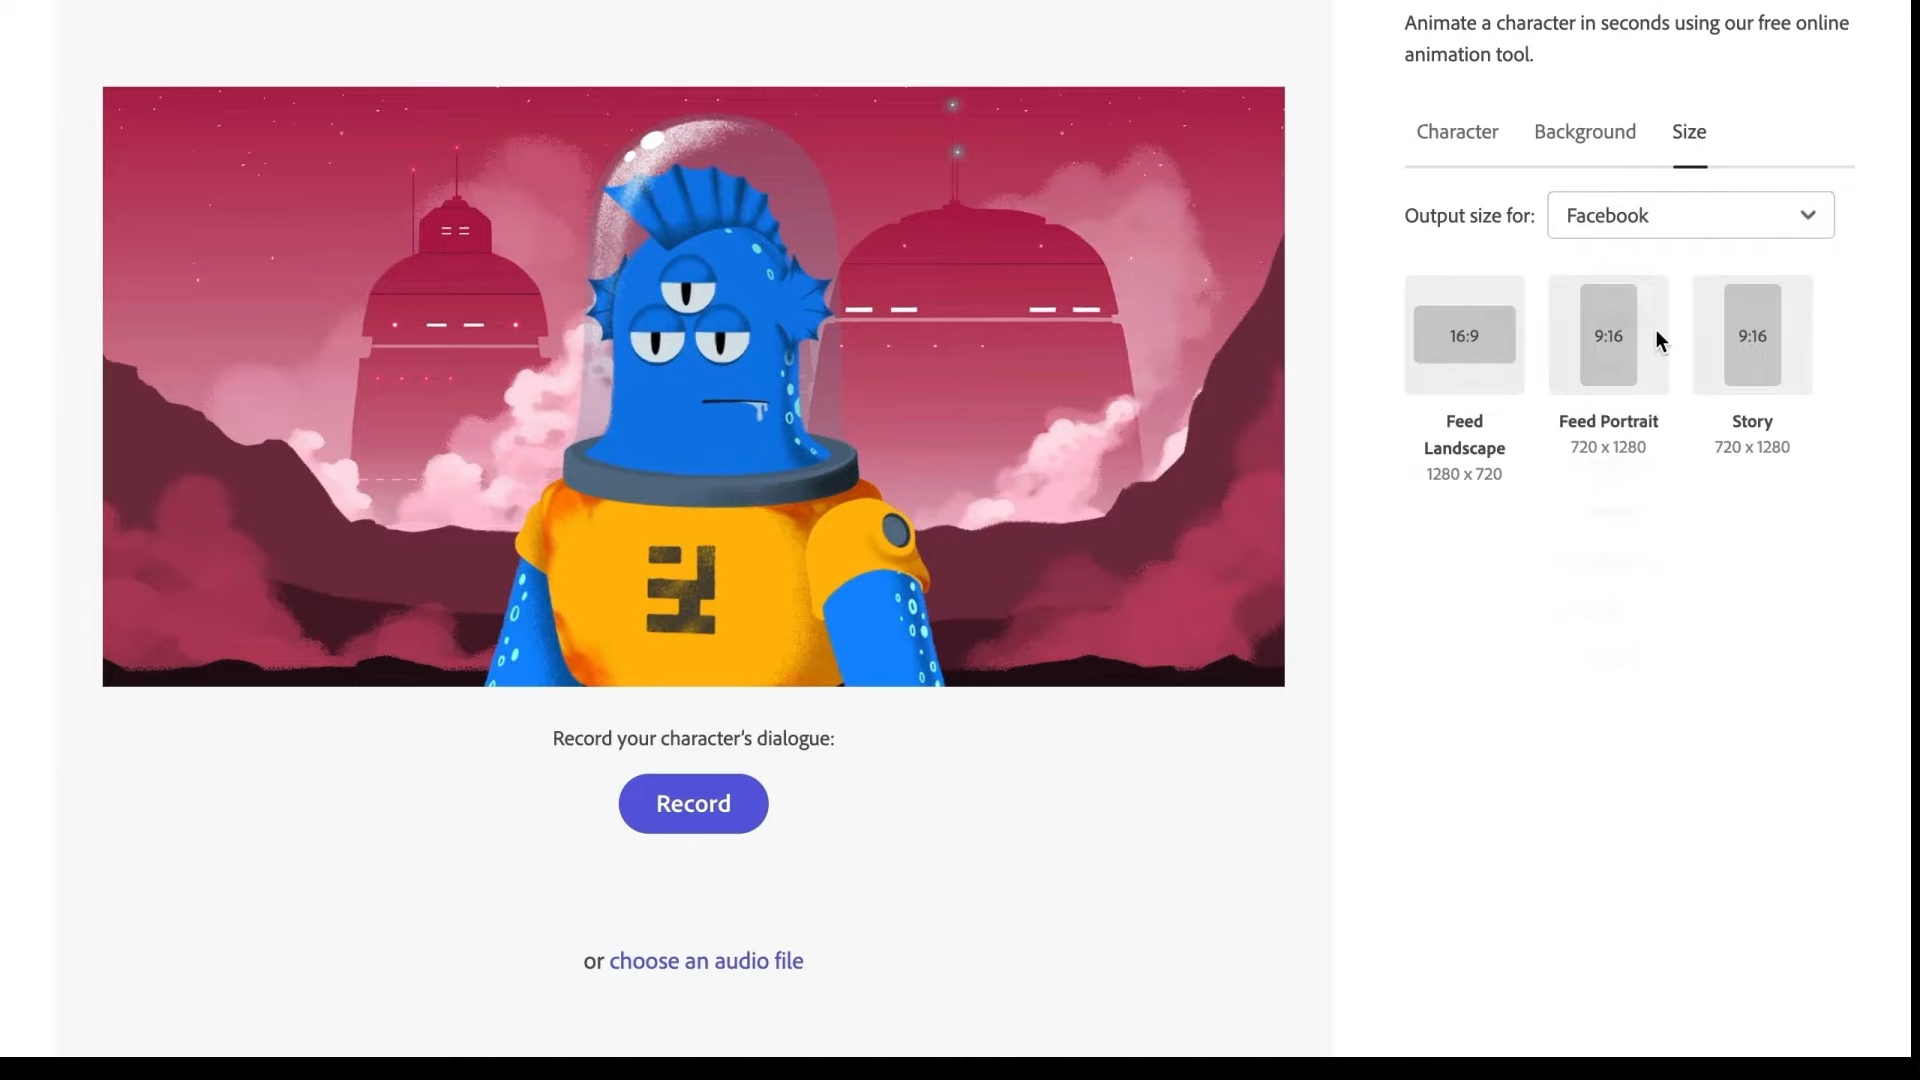 Animate a character in seconds using our free online
animation tool.
Character Background Size
Output size for: Facebook
16:9 9:16 9:16
Feed Landscape
1280 x 720
Feed Portrait
720 x 1280
Story
720 x 1280
Record your character's dialogue:
Record
or choose an audio file